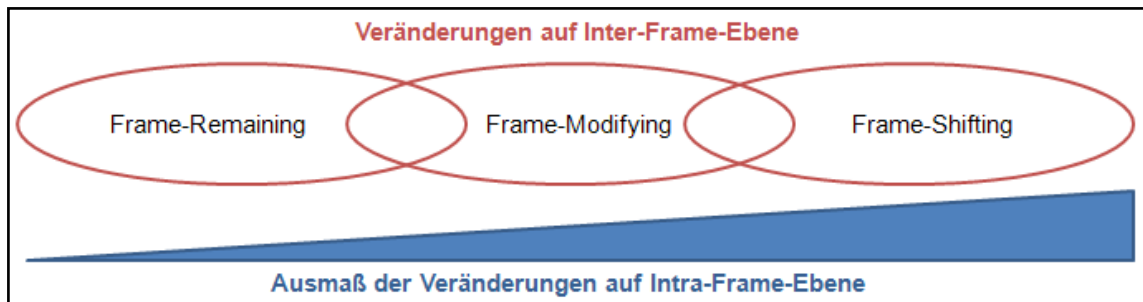 Veränderungen auf Inter-Frame-Ebene
Frame-Remaining Frame-Modifying Frame-Shifting
Ausmaß der Veränderungen auf Intra-Frame-Ebene